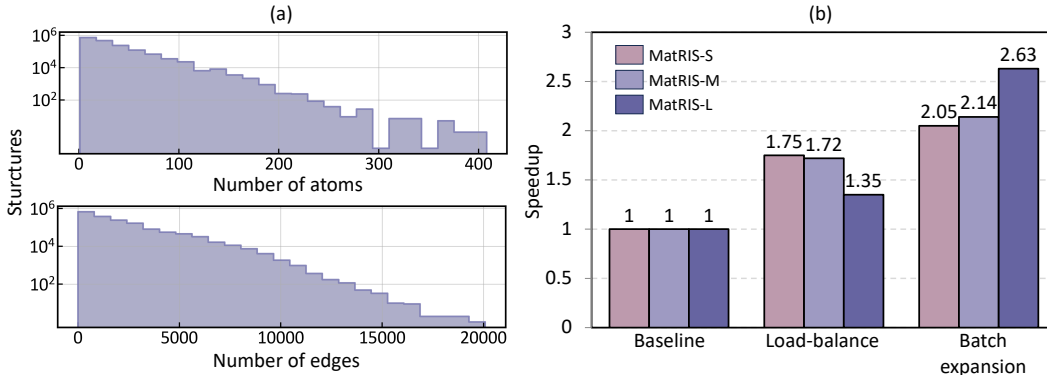 (a)
Sturctures
10⁶
10⁴
10²
0 100 200 300 400
Number of atoms
10⁶
10⁴
10²
0 5000 10000 15000 20000
Number of edges
(b)
Speedup
3
2.5
2
1.5
1
0.5
0
MatRIS-S
MatRIS-M
MatRIS-L
1 1 1
1.75 1.72 1.35
2.05 2.14 2.63
Baseline Load-balance Batch
expansion